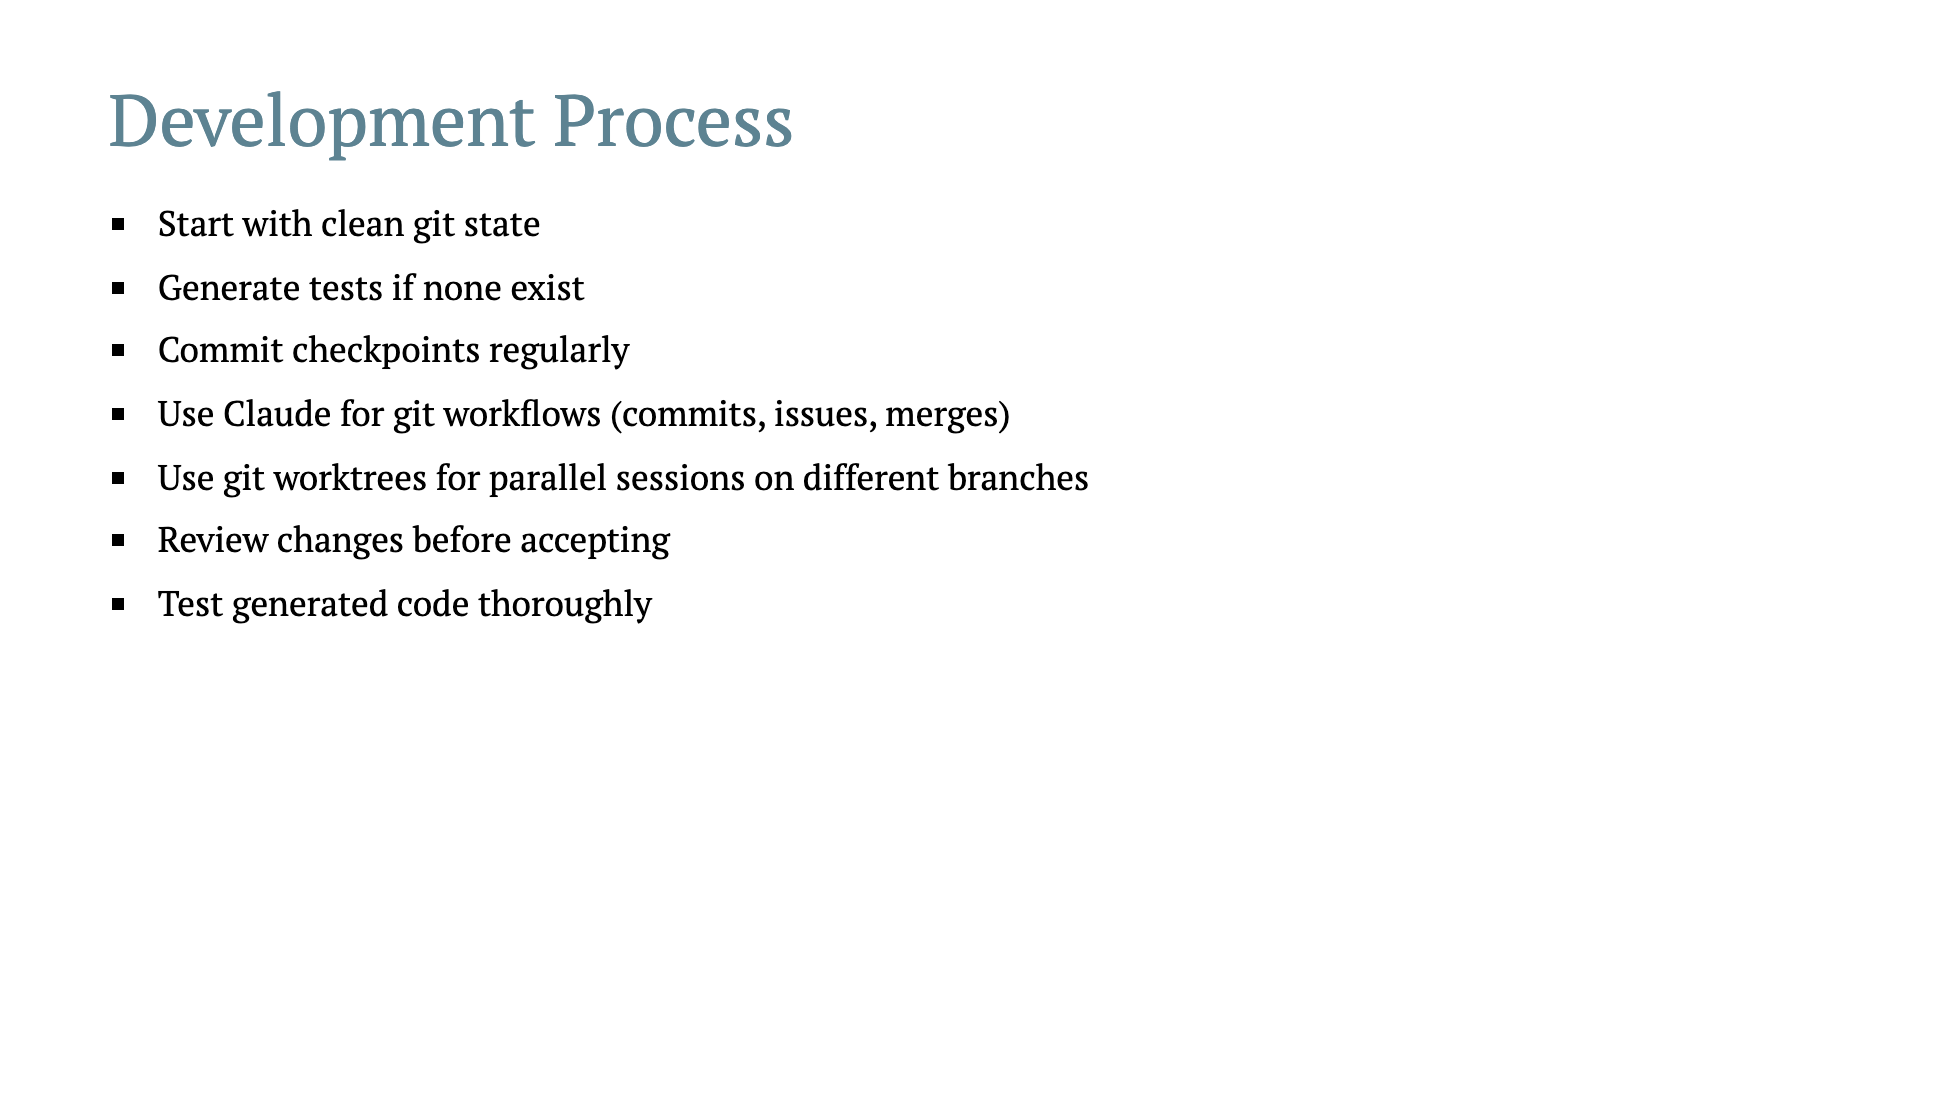 Development Process
▪ Start with clean git state
▪ Generate tests if none exist
▪ Commit checkpoints regularly
▪ Use Claude for git workflows (commits, issues, merges)
▪ Use git worktrees for parallel sessions on different branches
▪ Review changes before accepting
▪ Test generated code thoroughly